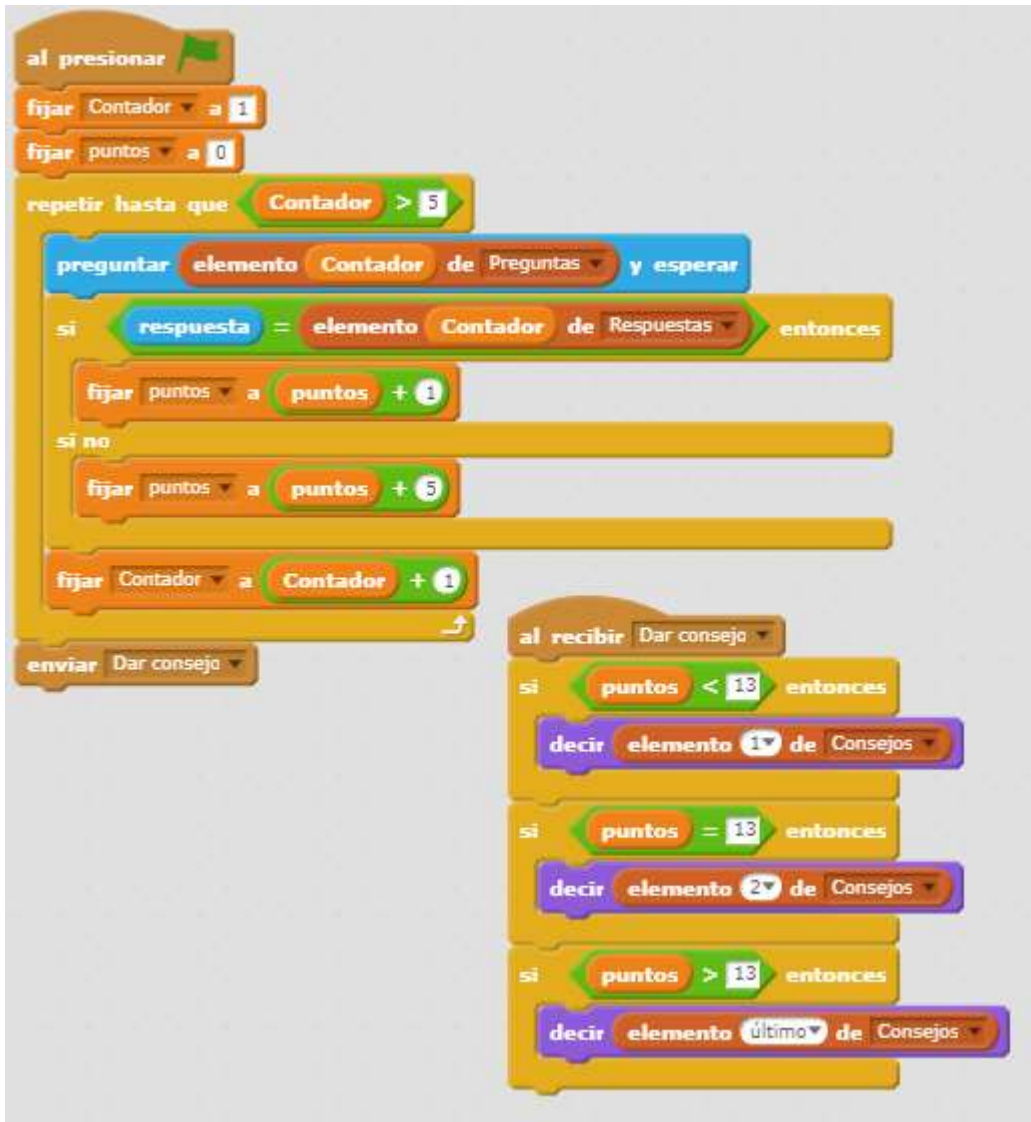 al presionar
fijar Contador a 1
fijar puntos a 0
repetir hasta que Contador > 5
preguntar elemento Contador de Preguntas y esperar
si respuesta = elemento Contador de Respuestas entonces
fijar puntos a puntos + 1
si no
fijar puntos a puntos + 5
fijar Contador a Contador + 1
enviar Dar consejo
al recibir Dar consejo
si puntos < 13 entonces
decir elemento 1 de Consejos
si puntos = 13 entonces
decir elemento 2 de Consejos
si puntos > 13 entonces
decir elemento último de Consejos